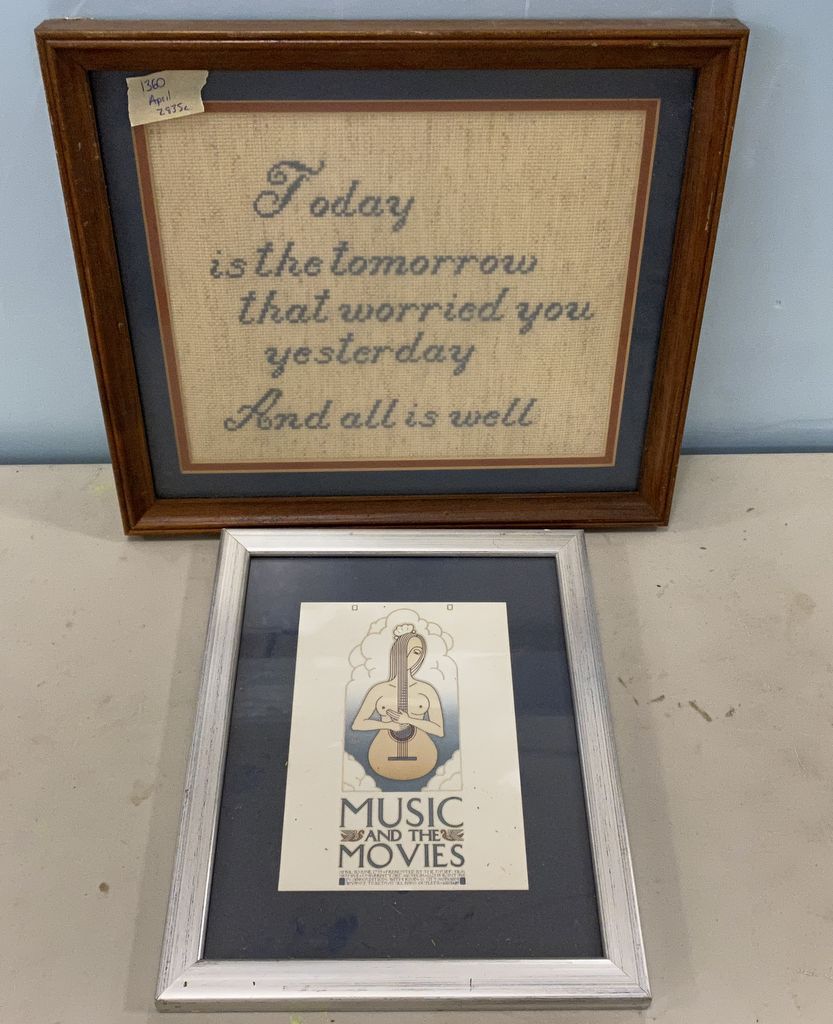 1360
April
Today
is the tomorrow
that worried you
yesterday
And all is well
MUSIC
AND THE
MOVIES